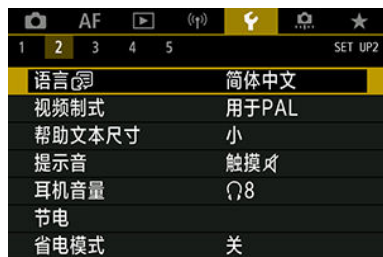 AF
1 2 3 4 5 SET UP2
语言 简体中文
视频制式 用于PAL
帮助文本尺寸 小
提示音 触摸
耳机音量 8
节电
省电模式 关